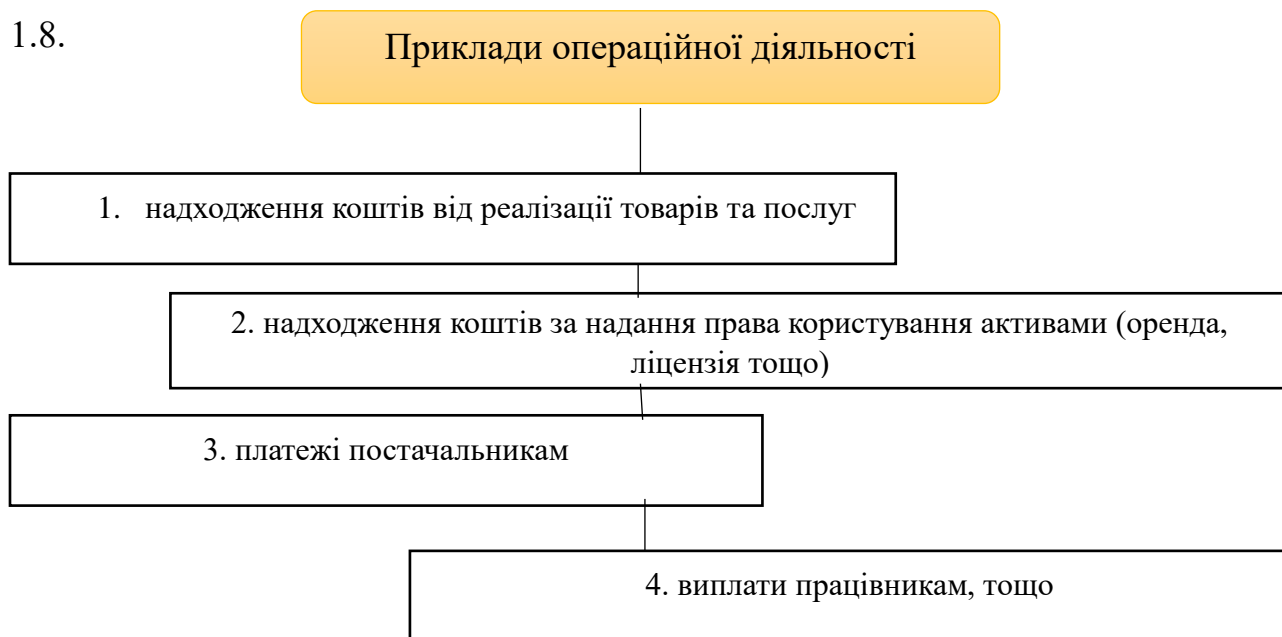 1.8.
Приклади операційної діяльності
1. надходження коштів від реалізації товарів та послуг
2. надходження коштів за надання права користування активами (оренда,
ліцензія тощо)
3. платежі постачальникам
4. виплати працівникам, тощо